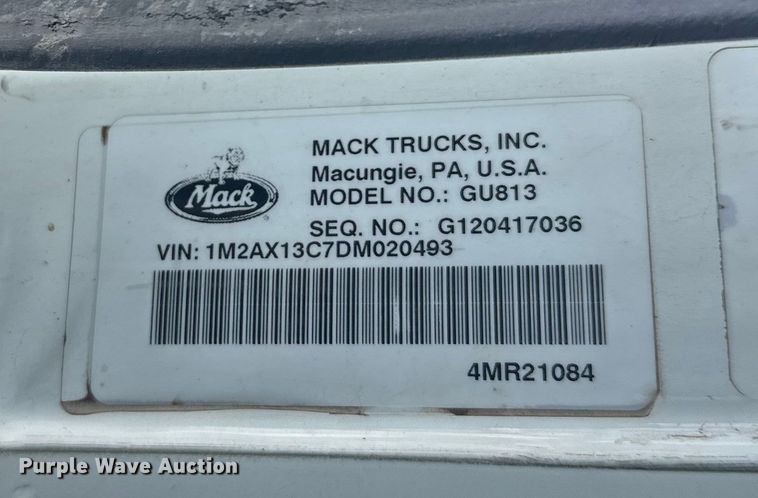 MACK TRUCKS, INC.
Macungie, PA, U.S.A.
Mack
MODEL NO.: GU813
SEQ. NO.: G120417036
VIN: 1M2AX13C7DM020493
4MR21084
Purple Wave Auction